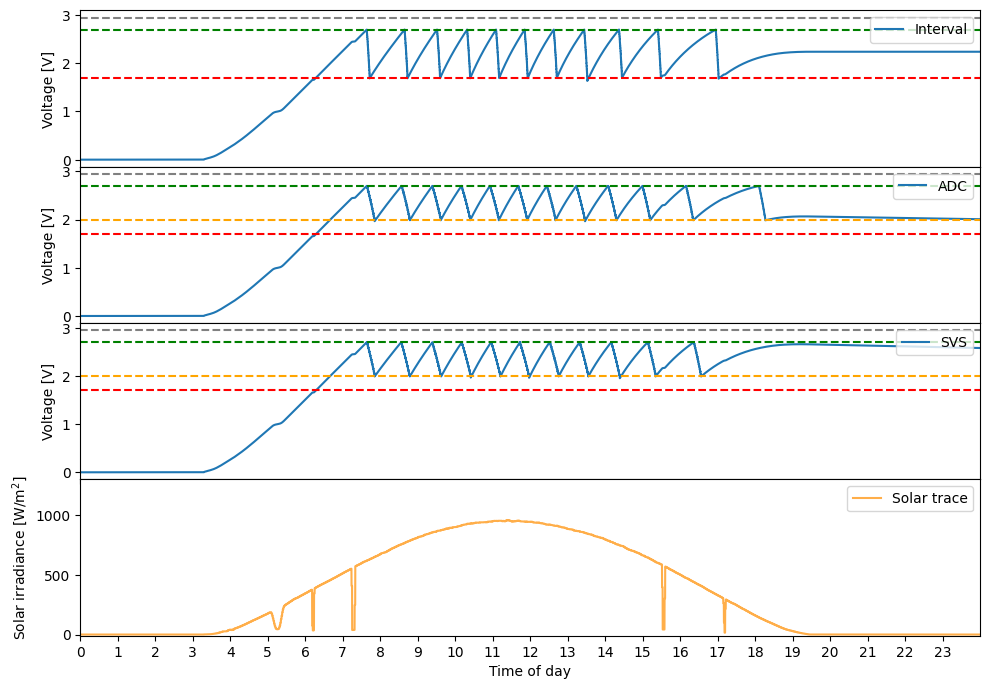 3
2
1
0
Voltage [V]
Interval
3
2
1
0
Voltage [V]
ADC
3
2
1
0
Voltage [V]
SVS
1000
500
0
Solar irradiance [W/m²]
Solar trace
0 1 2 3 4 5 6 7 8 9 10 11 12 13 14 15 16 17 18 19 20 21 22 23
Time of day